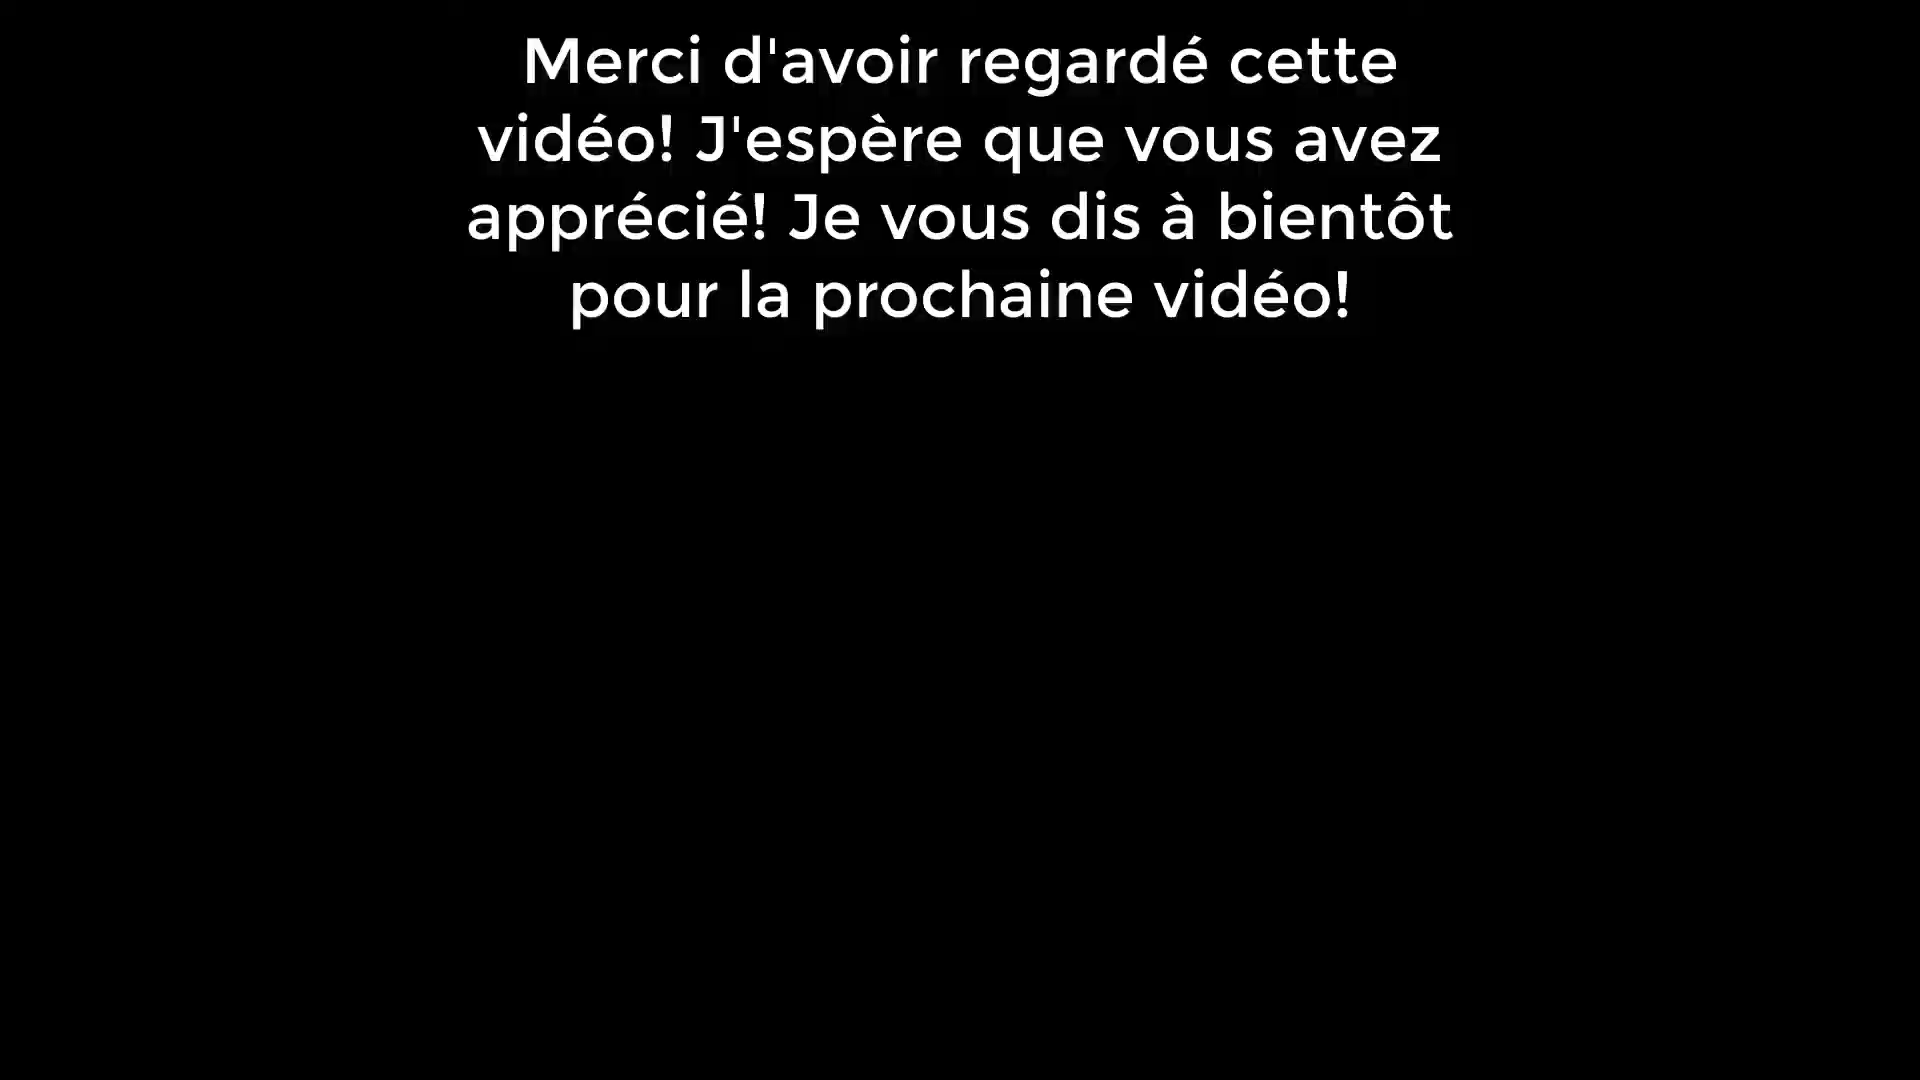 Merci d'avoir regardé cette
vidéo! J'espère que vous avez
apprécié! Je vous dis à bientôt
pour la prochaine vidéo!